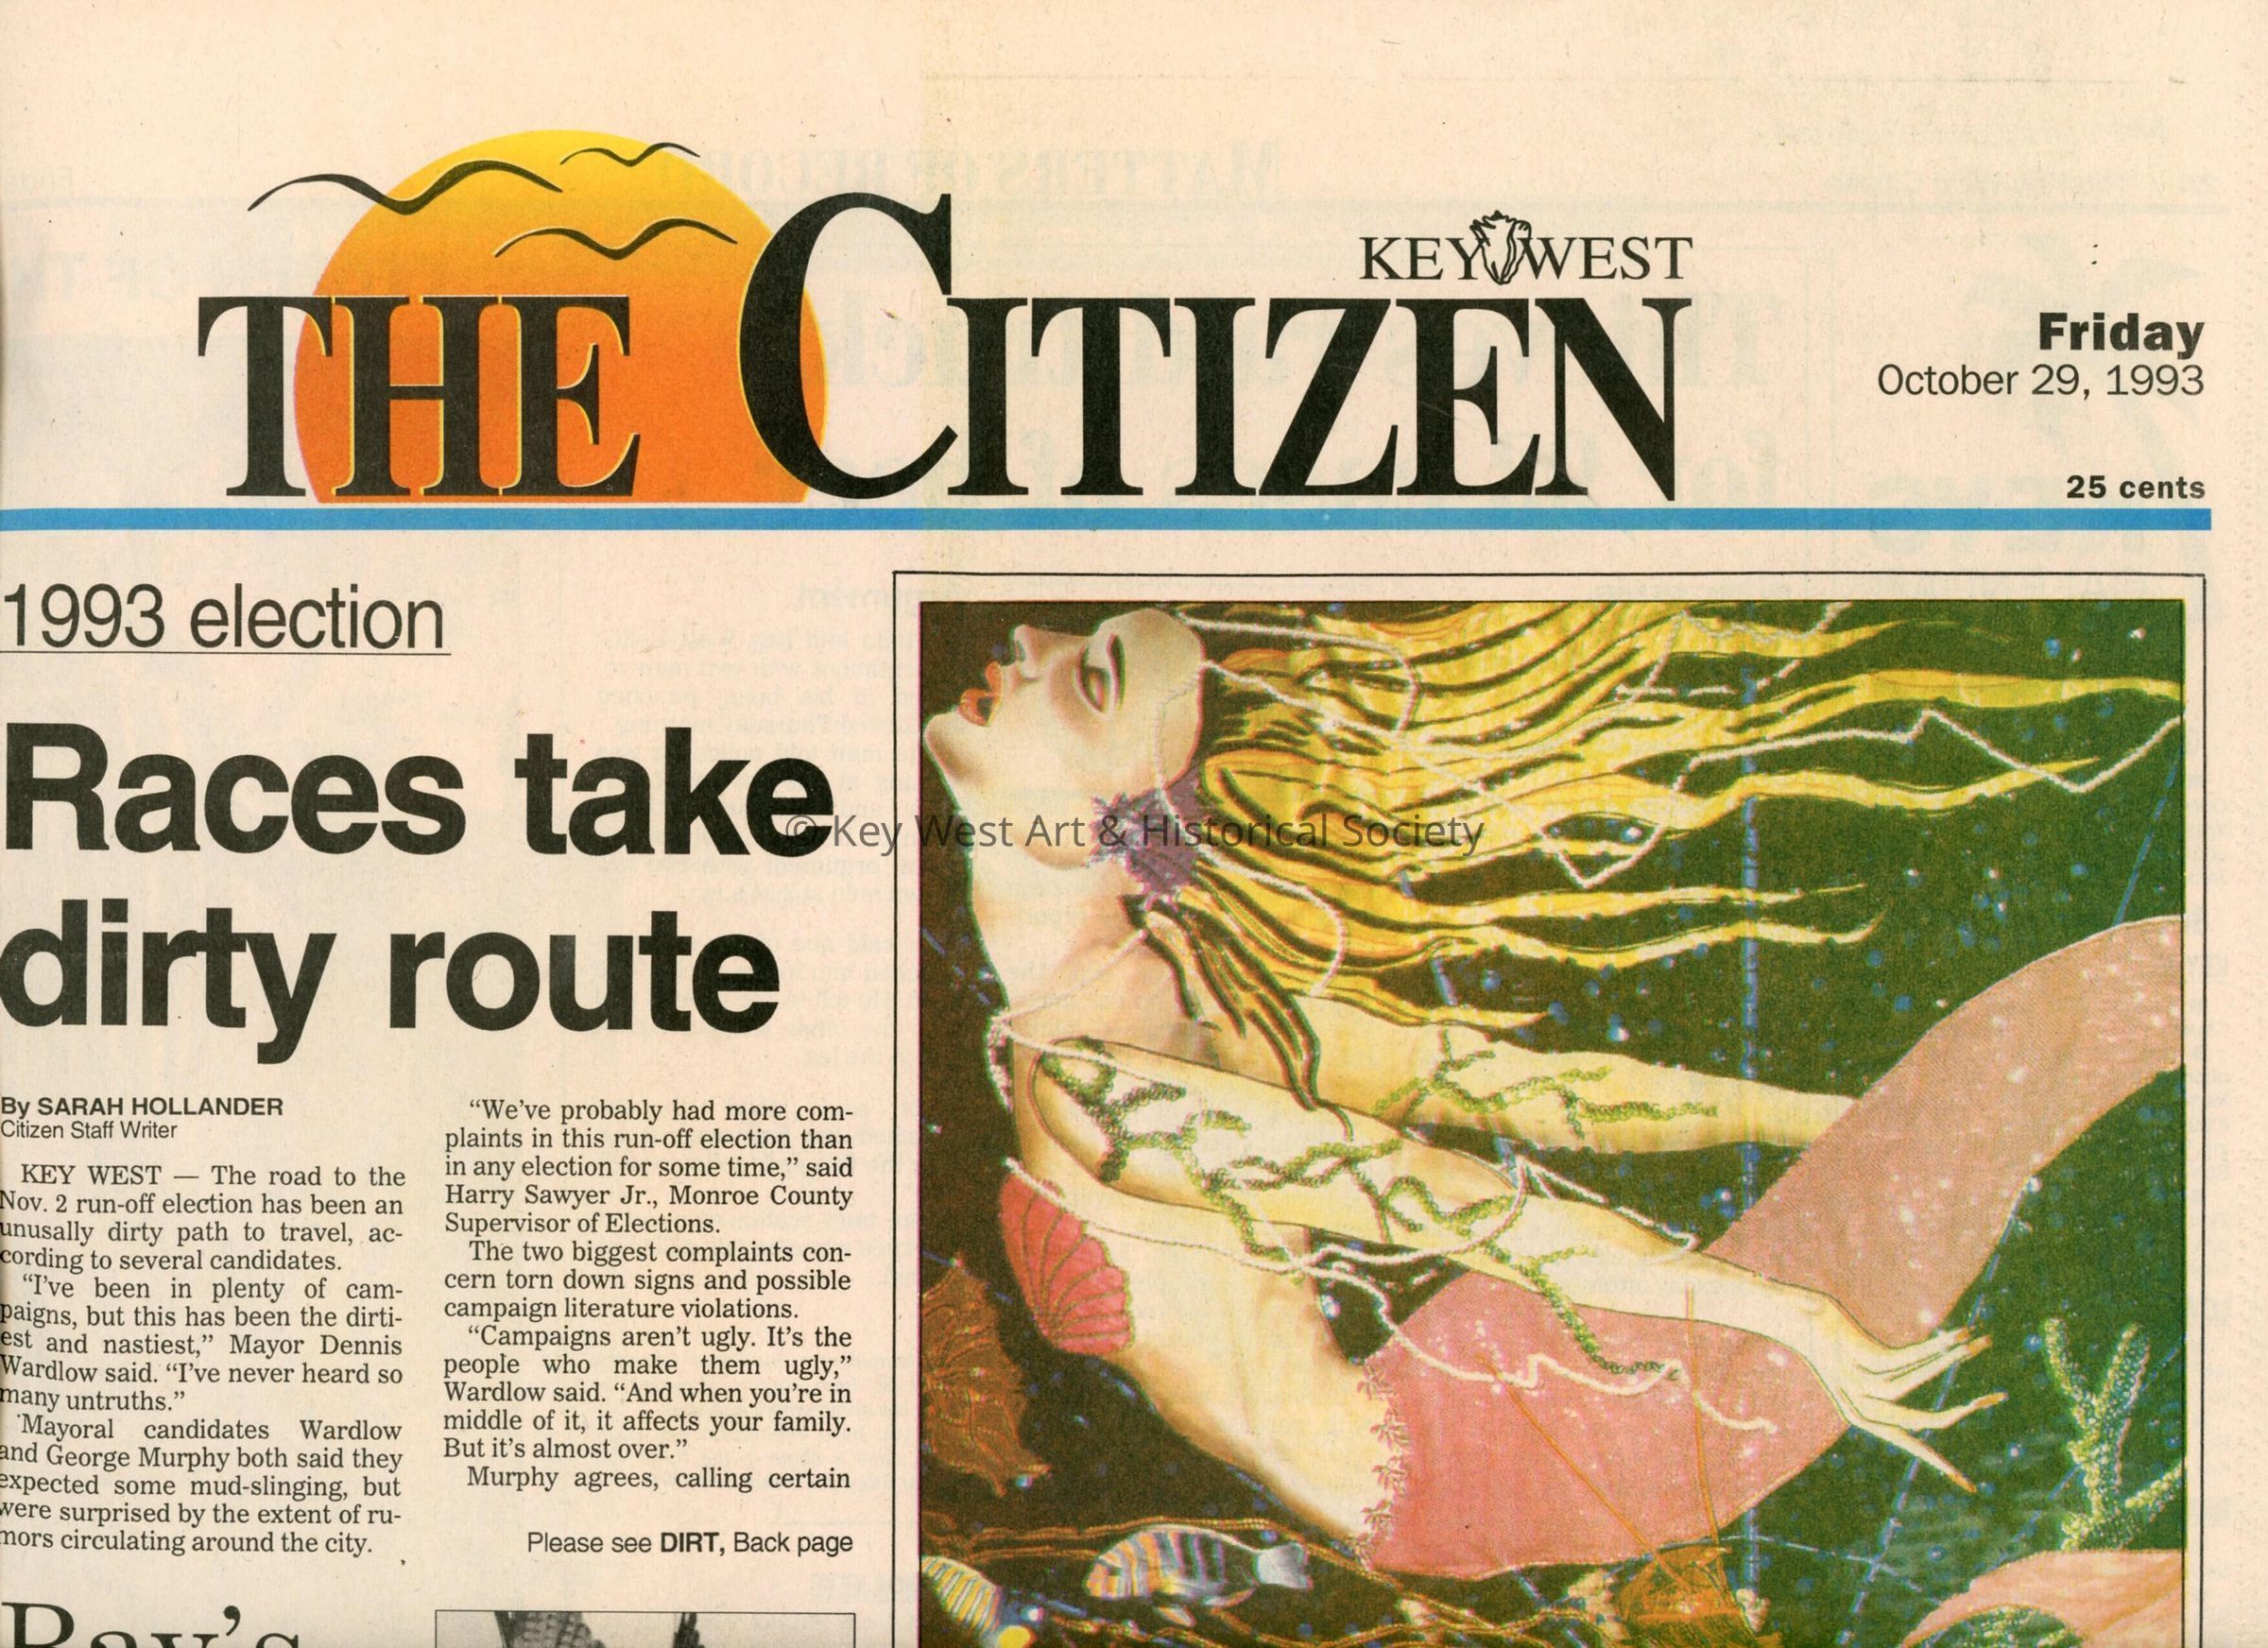 THE CITIZEN
KEY WEST
Friday
October 29, 1993
25 cents
1993 election
Races take
dirty route
By SARAH HOLLANDER
Citizen Staff Writer
KEY WEST — The road to the
Nov. 2 run-off election has been an
unusally dirty path to travel, ac-
cording to several candidates.
“I’ve been in plenty of cam-
paigns, but this has been the dirti-
est and nastiest,” Mayor Dennis
Wardlow said. “I’ve never heard so
many untruths.”
Mayoral candidates Wardlow
and George Murphy both said they
expected some mud-slinging, but
were surprised by the extent of ru-
mors circulating around the city.
“We’ve probably had more com-
plaints in this run-off election than
in any election for some time,” said
Harry Sawyer Jr., Monroe County
Supervisor of Elections.
The two biggest complaints con-
cern torn down signs and possible
campaign literature violations.
“Campaigns aren’t ugly. It’s the
people who make them ugly,”
Wardlow said. “And when you’re in
middle of it, it affects your family.
But it’s almost over.”
Murphy agrees, calling certain
Please see DIRT, Back page
Ray’s
© Key West Art & Historical Society